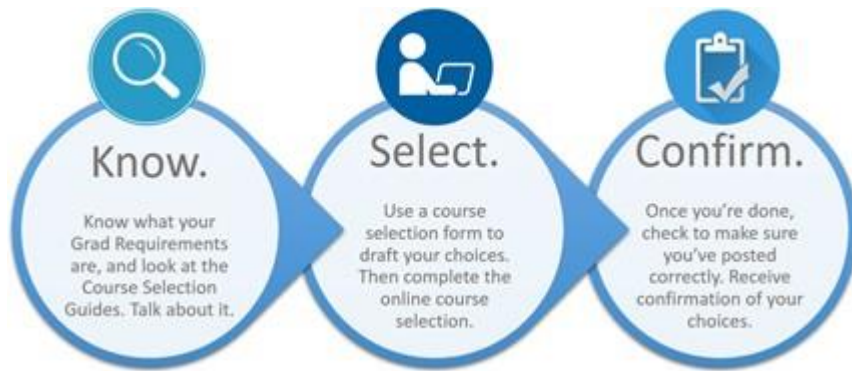 Know.
Know what your
Grad Requirements
are, and look at the
Course Selection
Guides. Talk about it.
Select.
Use a course
selection form to
draft your choices.
Then complete the
online course
selection.
Confirm.
Once you're done,
check to make sure
you've posted
correctly. Receive
confirmation of your
choices.